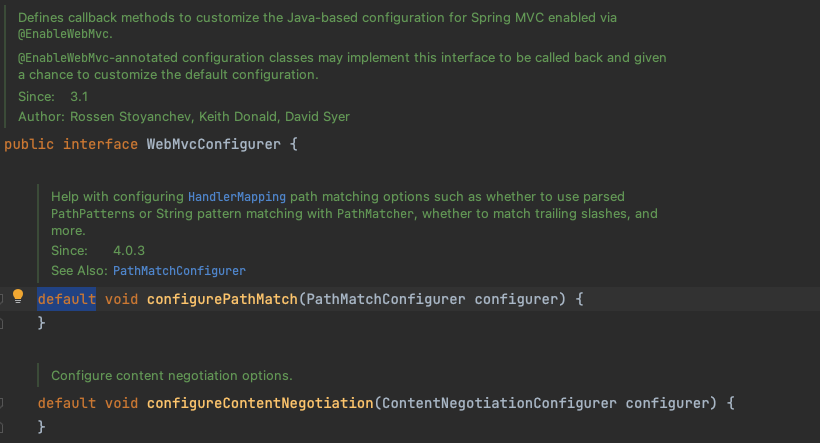 Defines callback methods to customize the Java-based configuration for Spring MVC enabled via
@EnableWebMvc.
@EnableWebMvc-annotated configuration classes may implement this interface to be called back and given
a chance to customize the default configuration.
Since: 3.1
Author: Rossen Stoyanchev, Keith Donald, David Syer
public interface WebMvcConfigurer {
Help with configuring HandlerMapping path matching options such as whether to use parsed
PathPatterns or String pattern matching with PathMatcher, whether to match trailing slashes, and
more.
Since: 4.0.3
See Also: PathMatchConfigurer
default void configurePathMatch(PathMatchConfigurer configurer) {
}
Configure content negotiation options.
default void configureContentNegotiation(ContentNegotiationConfigurer configurer) {
}